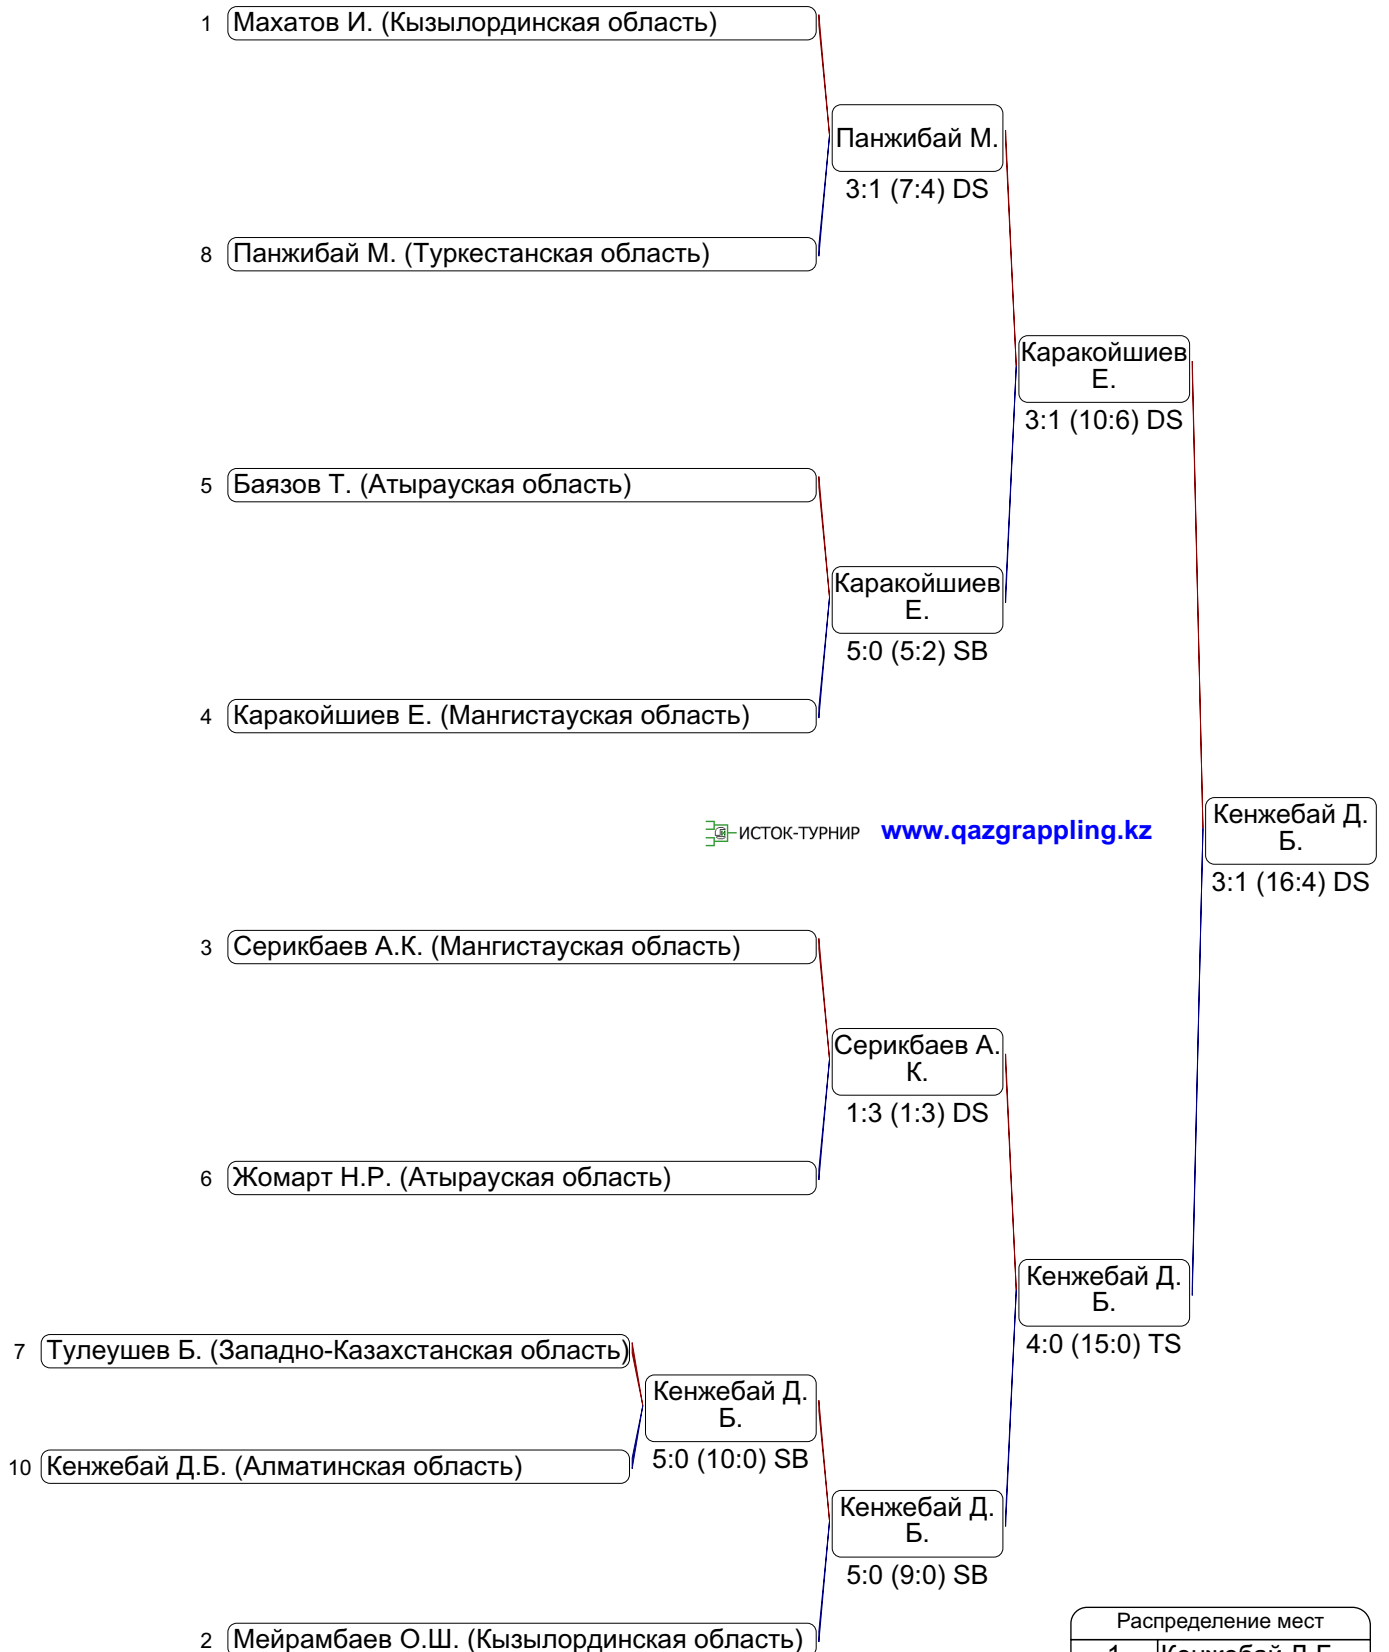 1 Махатов И. (Кызылординская область)
Панжибай М.
3:1 (7:4) DS
8 Панжибай М. (Туркестанская область)
Каракойшиев
Е.
3:1 (10:6) DS
5 Баязов Т. (Атырауская область)
Каракойшиев
Е.
5:0 (5:2) SB
4 Каракойшиев Е. (Мангистауская область)
ИСТОК-ТУРНИР www.qazgrappling.kz
Кенжебай Д.
Б.
3:1 (16:4) DS
3 Серикбаев А.К. (Мангистауская область)
Серикбаев А.
К.
1:3 (1:3) DS
6 Жомарт Н.Р. (Атырауская область)
Кенжебай Д.
Б.
4:0 (15:0) TS
7 Тулеушев Б. (Западно-Казахстанская область)
Кенжебай Д.
Б.
5:0 (10:0) SB
10 Кенжебай Д.Б. (Алматинская область)
Кенжебай Д.
Б.
5:0 (9:0) SB
2 Мейрамбаев О.Ш. (Кызылординская область)
Распределение мест
1 Кенжебай Д.Б.